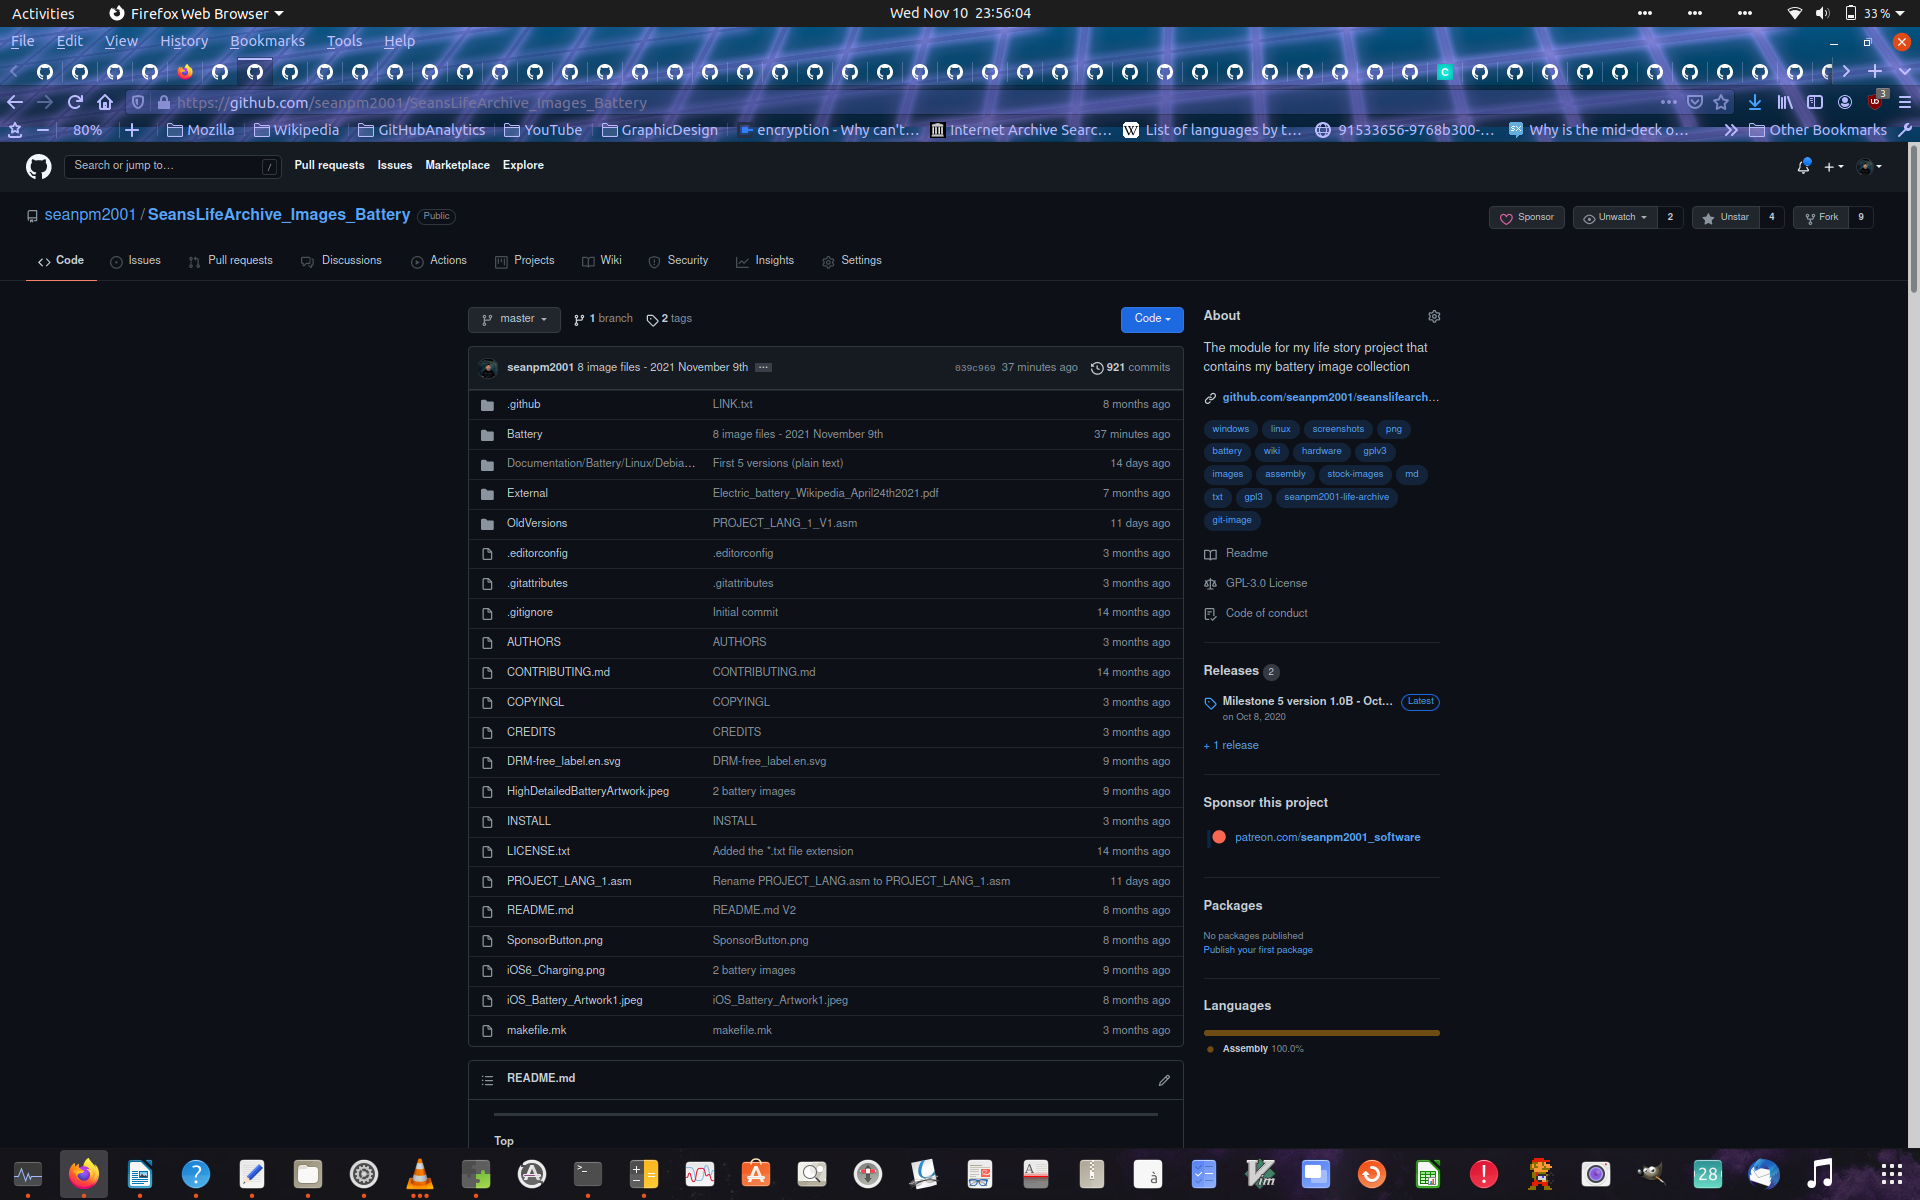 Activities Firefox Web Browser Wed Nov 10 23:56:04 33 %
File Edit View History Bookmarks Tools Help
https://github.com/seanpm2001/SeansLifeArchive_Images_Battery 3
80% Mozilla Wikipedia GitHubAnalytics YouTube GraphicDesign encryption - Why can't… Internet Archive Searc… List of languages by t… 91533656-9768b300-… Why is the mid-deck o… Other Bookmarks
Search or jump to… / Pull requests Issues Marketplace Explore
seanpm2001 / SeansLifeArchive_Images_Battery Public Sponsor Unwatch 2 Unstar 4 Fork 9
Code Issues Pull requests Discussions Actions Projects Wiki Security Insights Settings
master 1 branch 2 tags Code
seanpm2001 8 image files - 2021 November 9th 039c969 37 minutes ago 921 commits
.github LINK.txt 8 months ago
Battery 8 image files - 2021 November 9th 37 minutes ago
Documentation/Battery/Linux/Debia… First 5 versions (plain text) 14 days ago
External Electric_battery_Wikipedia_April24th2021.pdf 7 months ago
OldVersions PROJECT_LANG_1_V1.asm 11 days ago
.editorconfig .editorconfig 3 months ago
.gitattributes .gitattributes 3 months ago
.gitignore Initial commit 14 months ago
AUTHORS AUTHORS 3 months ago
CONTRIBUTING.md CONTRIBUTING.md 14 months ago
COPYINGL COPYINGL 3 months ago
CREDITS CREDITS 3 months ago
DRM-free_label.en.svg DRM-free_label.en.svg 9 months ago
HighDetailedBatteryArtwork.jpeg 2 battery images 9 months ago
INSTALL INSTALL 3 months ago
LICENSE.txt Added the *.txt file extension 14 months ago
PROJECT_LANG_1.asm Rename PROJECT_LANG.asm to PROJECT_LANG_1.asm 11 days ago
README.md README.md V2 8 months ago
SponsorButton.png SponsorButton.png 8 months ago
iOS6_Charging.png 2 battery images 9 months ago
iOS_Battery_Artwork1.jpeg iOS_Battery_Artwork1.jpeg 8 months ago
makefile.mk makefile.mk 3 months ago
README.md
Top
About
The module for my life story project that
contains my battery image collection
github.com/seanpm2001/seanslifearch…
windows linux screenshots png
battery wiki hardware gplv3
images assembly stock-images md
txt gpl3 seanpm2001-life-archive
git-image
Readme
GPL-3.0 License
Code of conduct
Releases 2
Milestone 5 version 1.0B - Oct… Latest
on Oct 8, 2020
+ 1 release
Sponsor this project
patreon.com/seanpm2001_software
Packages
No packages published
Publish your first package
Languages
Assembly 100.0%
28